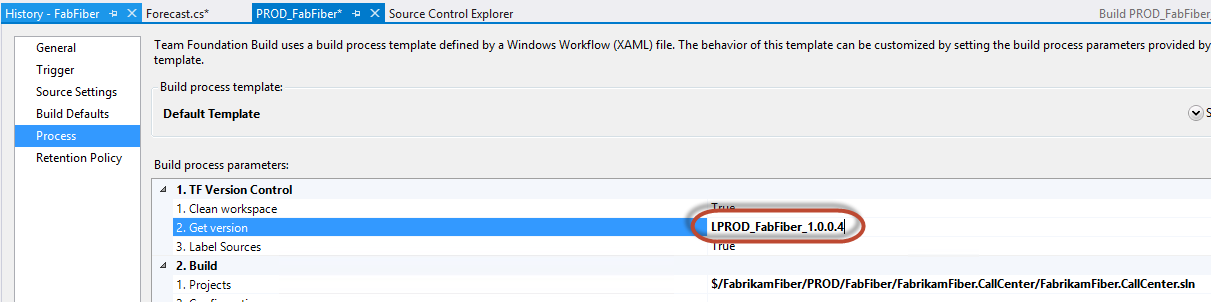 History - FabFiber Forecast.cs* PROD_FabFiber* Source Control Explorer Build PROD_FabFiber
General
Trigger
Source Settings
Build Defaults
Process
Retention Policy
Team Foundation Build uses a build process template defined by a Windows Workflow (XAML) file. The behavior of this template can be customized by setting the build process parameters provided by
template.
Build process template:
Default Template
Build process parameters:
1. TF Version Control
1. Clean workspace True
2. Get version LPROD_FabFiber_1.0.0.4
3. Label Sources True
2. Build
1. Projects $/FabrikamFiber/PROD/FabFiber/FabrikamFiber.CallCenter/FabrikamFiber.CallCenter.sln